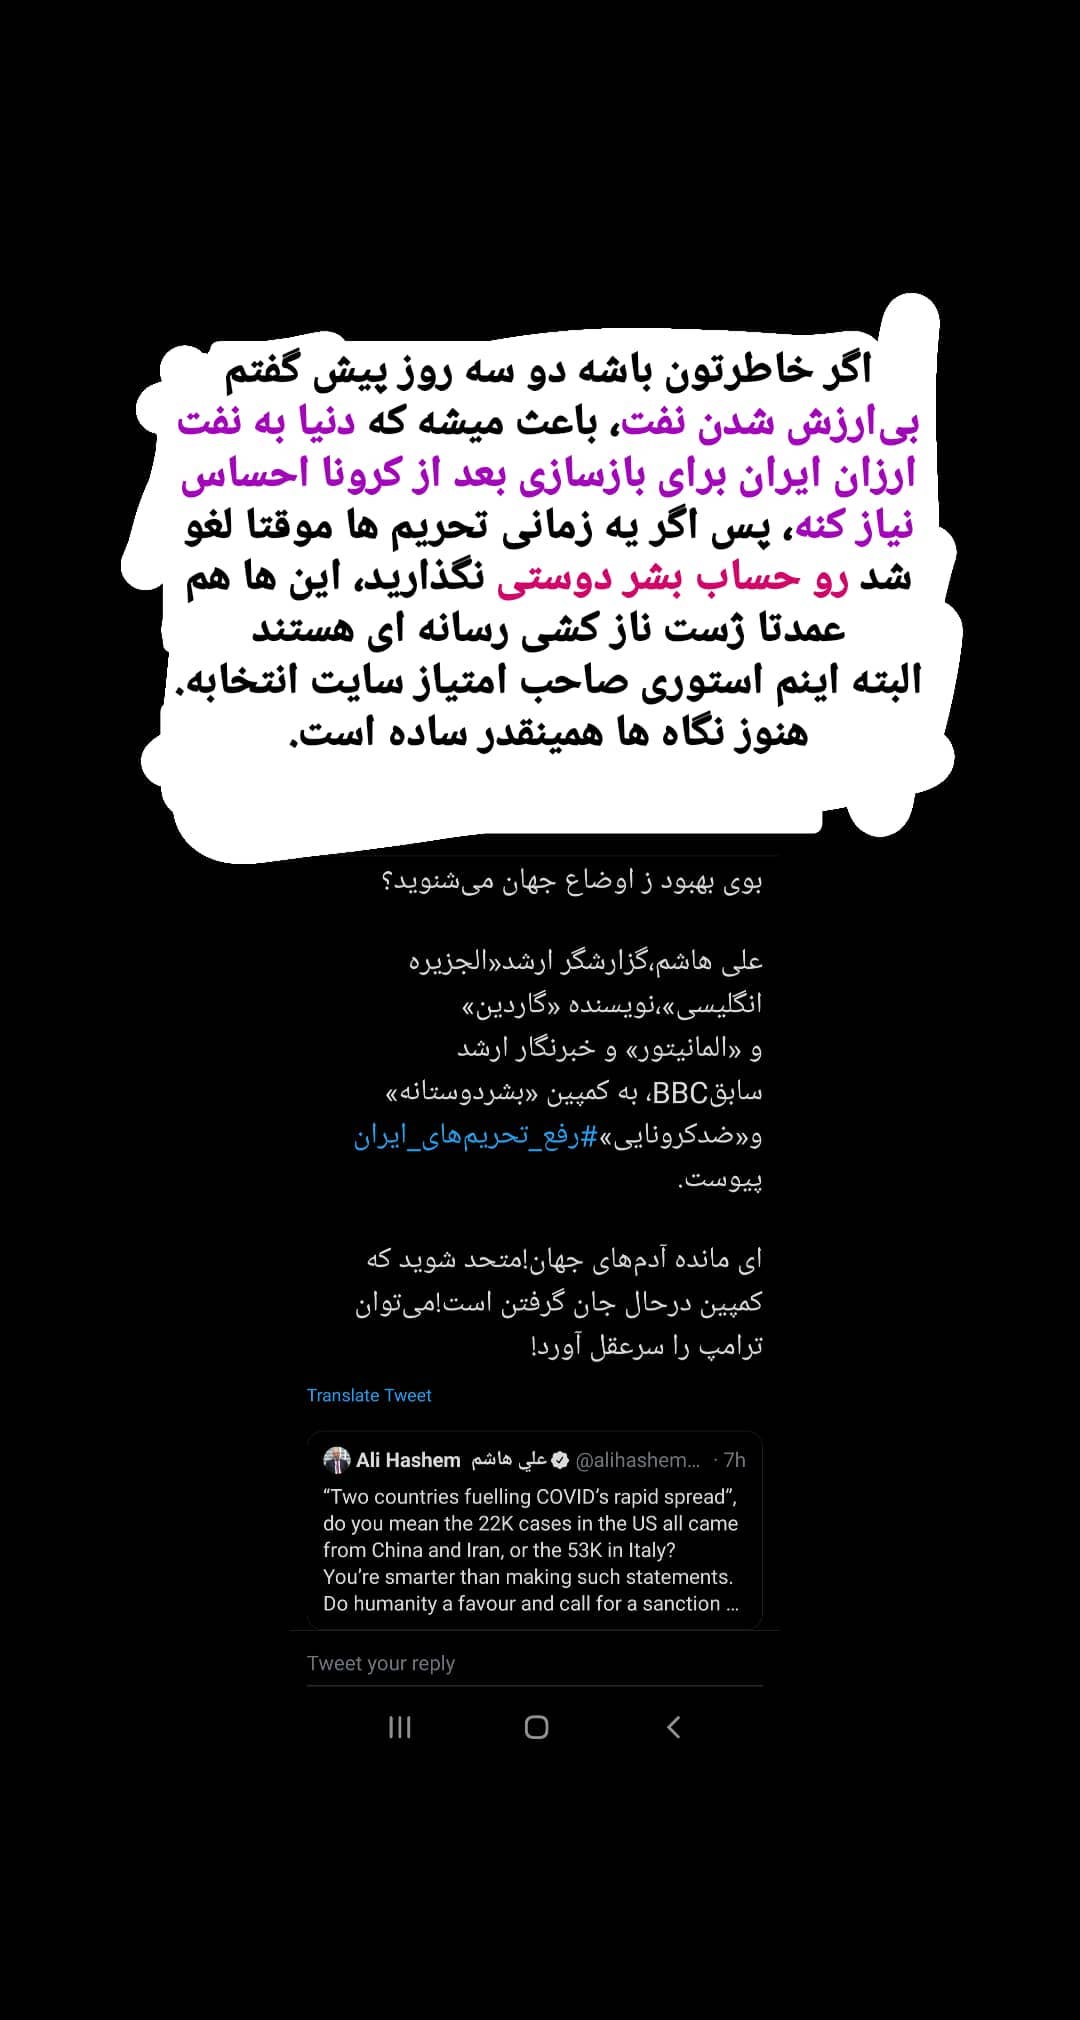 اگر خاطرتون باشه دو سه روز پیش گفتم
بی‌ارزش شدن نفت، باعث میشه که دنیا به نفت
ارزان ایران برای بازسازی بعد از کرونا احساس
نیاز کنه، پس اگر یه زمانی تحریم ها موقتا لغو
شد رو حساب بشر دوستی نگذارید، این ها هم
عمدتا ژست ناز کشی رسانه ای هستند
البته اینم استوری صاحب امتیاز سایت انتخابه.
هنوز نگاه ها همینقدر ساده است.
بوی بهبود ز اوضاع جهان می‌شنوید؟
علی هاشم،گزارشگر ارشد«الجزیره
انگلیسی»،نویسنده «گاردین»
و «المانیتور» و خبرنگار ارشد
سابقBBC، به کمپین «بشردوستانه»
و«ضدکرونایی»#رفع_تحریم‌های_ایران
پیوست.
ای مانده آدم‌های جهان!متحد شوید که
کمپین درحال جان گرفتن است!می‌توان
ترامپ را سرعقل آورد!
Translate Tweet
Ali Hashem علي هاشم @alihashem... · 7h
“Two countries fuelling COVID’s rapid spread”,
do you mean the 22K cases in the US all came
from China and Iran, or the 53K in Italy?
You’re smarter than making such statements.
Do humanity a favour and call for a sanction ...
Tweet your reply